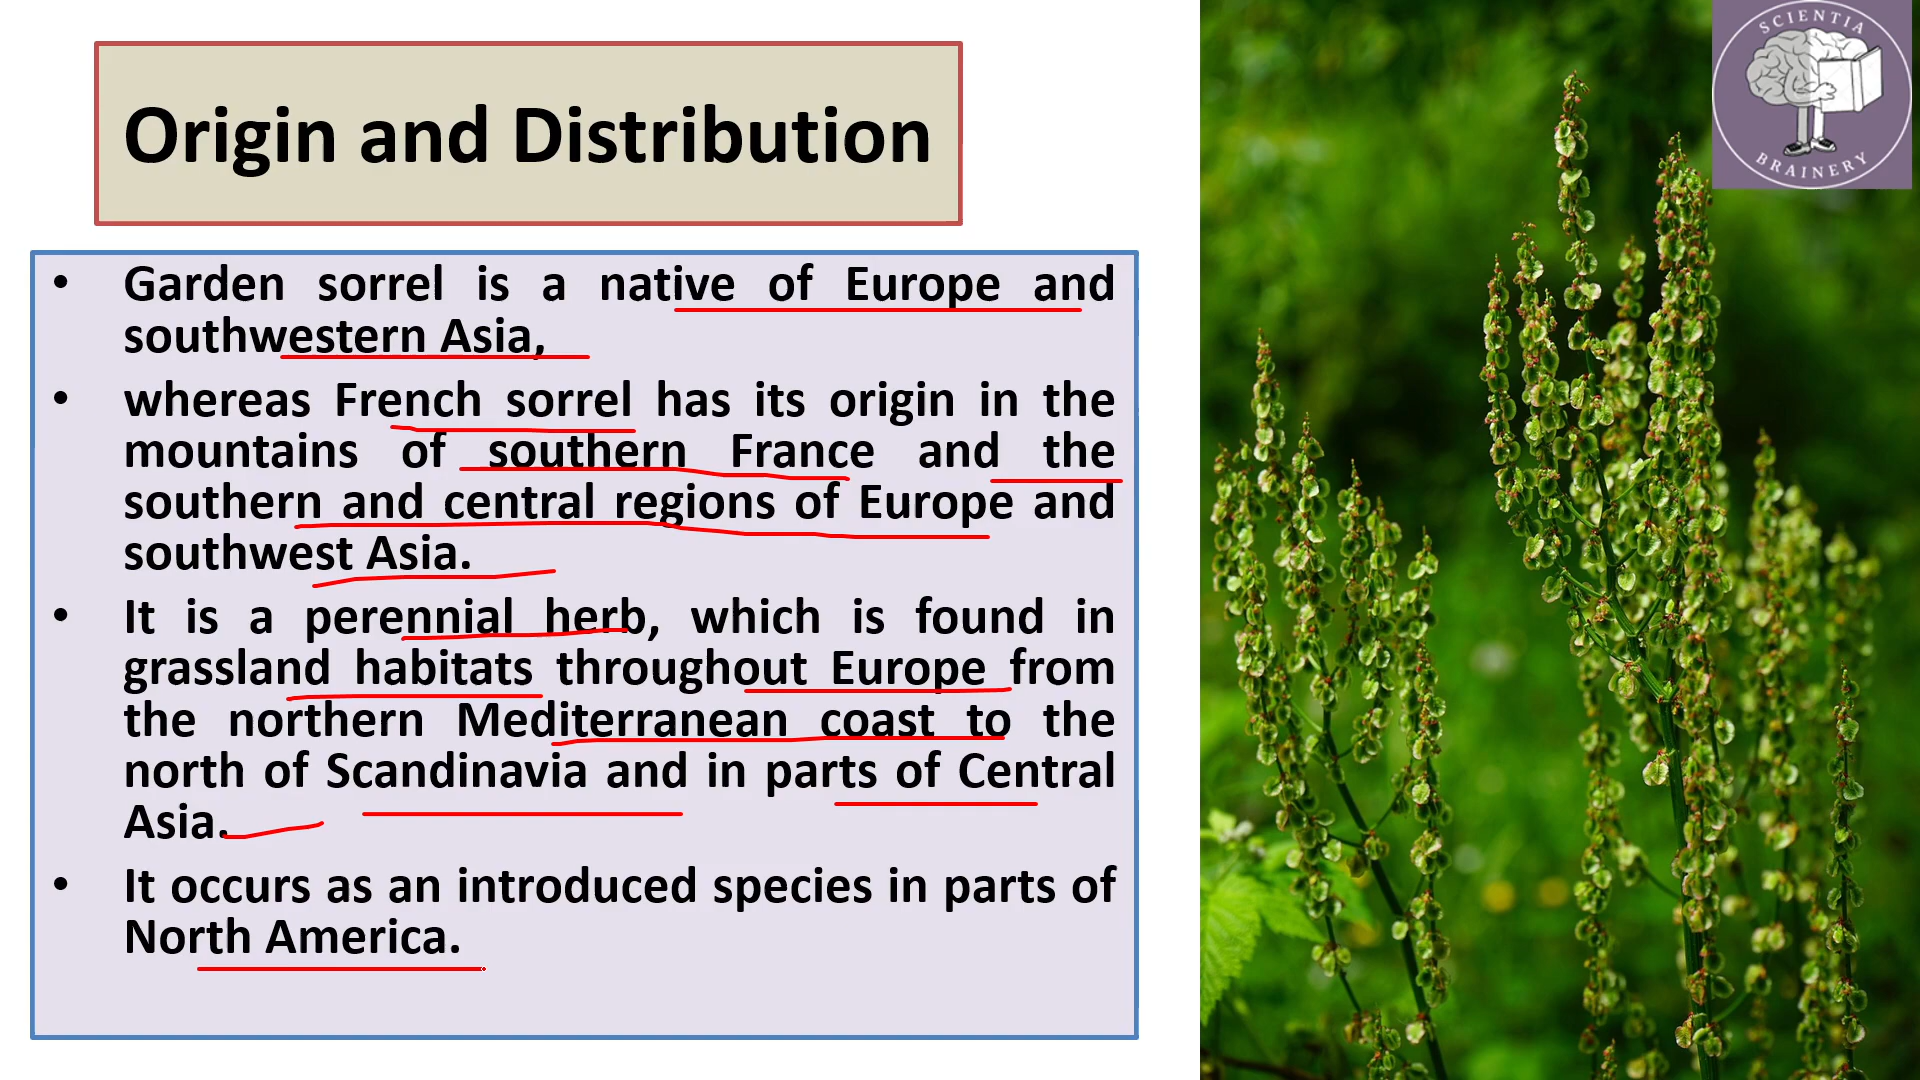 Origin and Distribution
• Garden sorrel is a native of Europe and
southwestern Asia,
• whereas French sorrel has its origin in the
mountains of southern France and the
southern and central regions of Europe and
southwest Asia.
• It is a perennial herb, which is found in
grassland habitats throughout Europe from
the northern Mediterranean coast to the
north of Scandinavia and in parts of Central
Asia.
• It occurs as an introduced species in parts of
North America.
SCIENTIA
BRAINERY